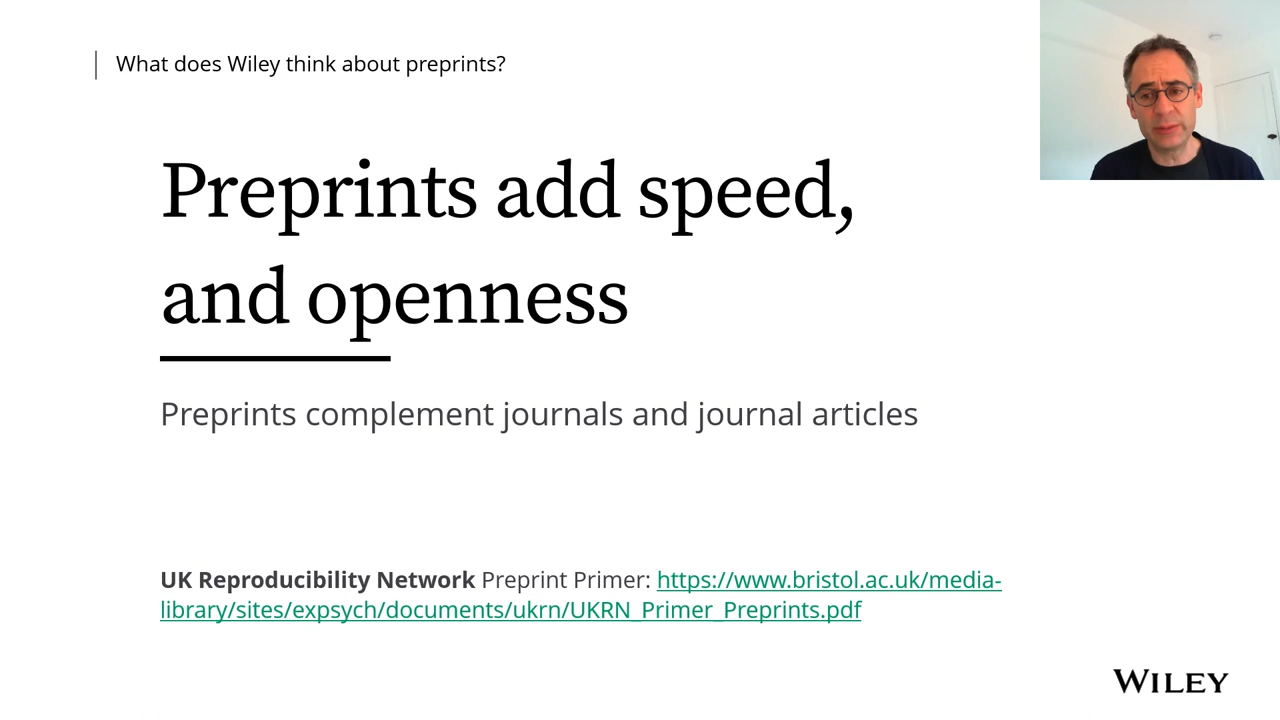 What does Wiley think about preprints?
Preprints add speed,
and openness
Preprints complement journals and journal articles
UK Reproducibility Network Preprint Primer: https://www.bristol.ac.uk/media-
library/sites/expsych/documents/ukrn/UKRN_Primer_Preprints.pdf
WILEY